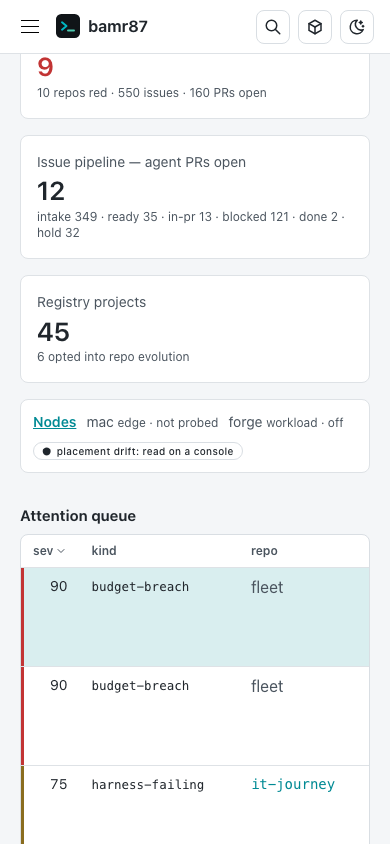 bamr87
9
10 repos red · 550 issues · 160 PRs open
Issue pipeline — agent PRs open
12
intake 349 · ready 35 · in-pr 13 · blocked 121 · done 2 ·
hold 32
Registry projects
45
6 opted into repo evolution
Nodes mac edge · not probed forge workload · off
placement drift: read on a console
Attention queue
sev kind repo
90 budget-breach fleet
90 budget-breach fleet
75 harness-failing it-journey